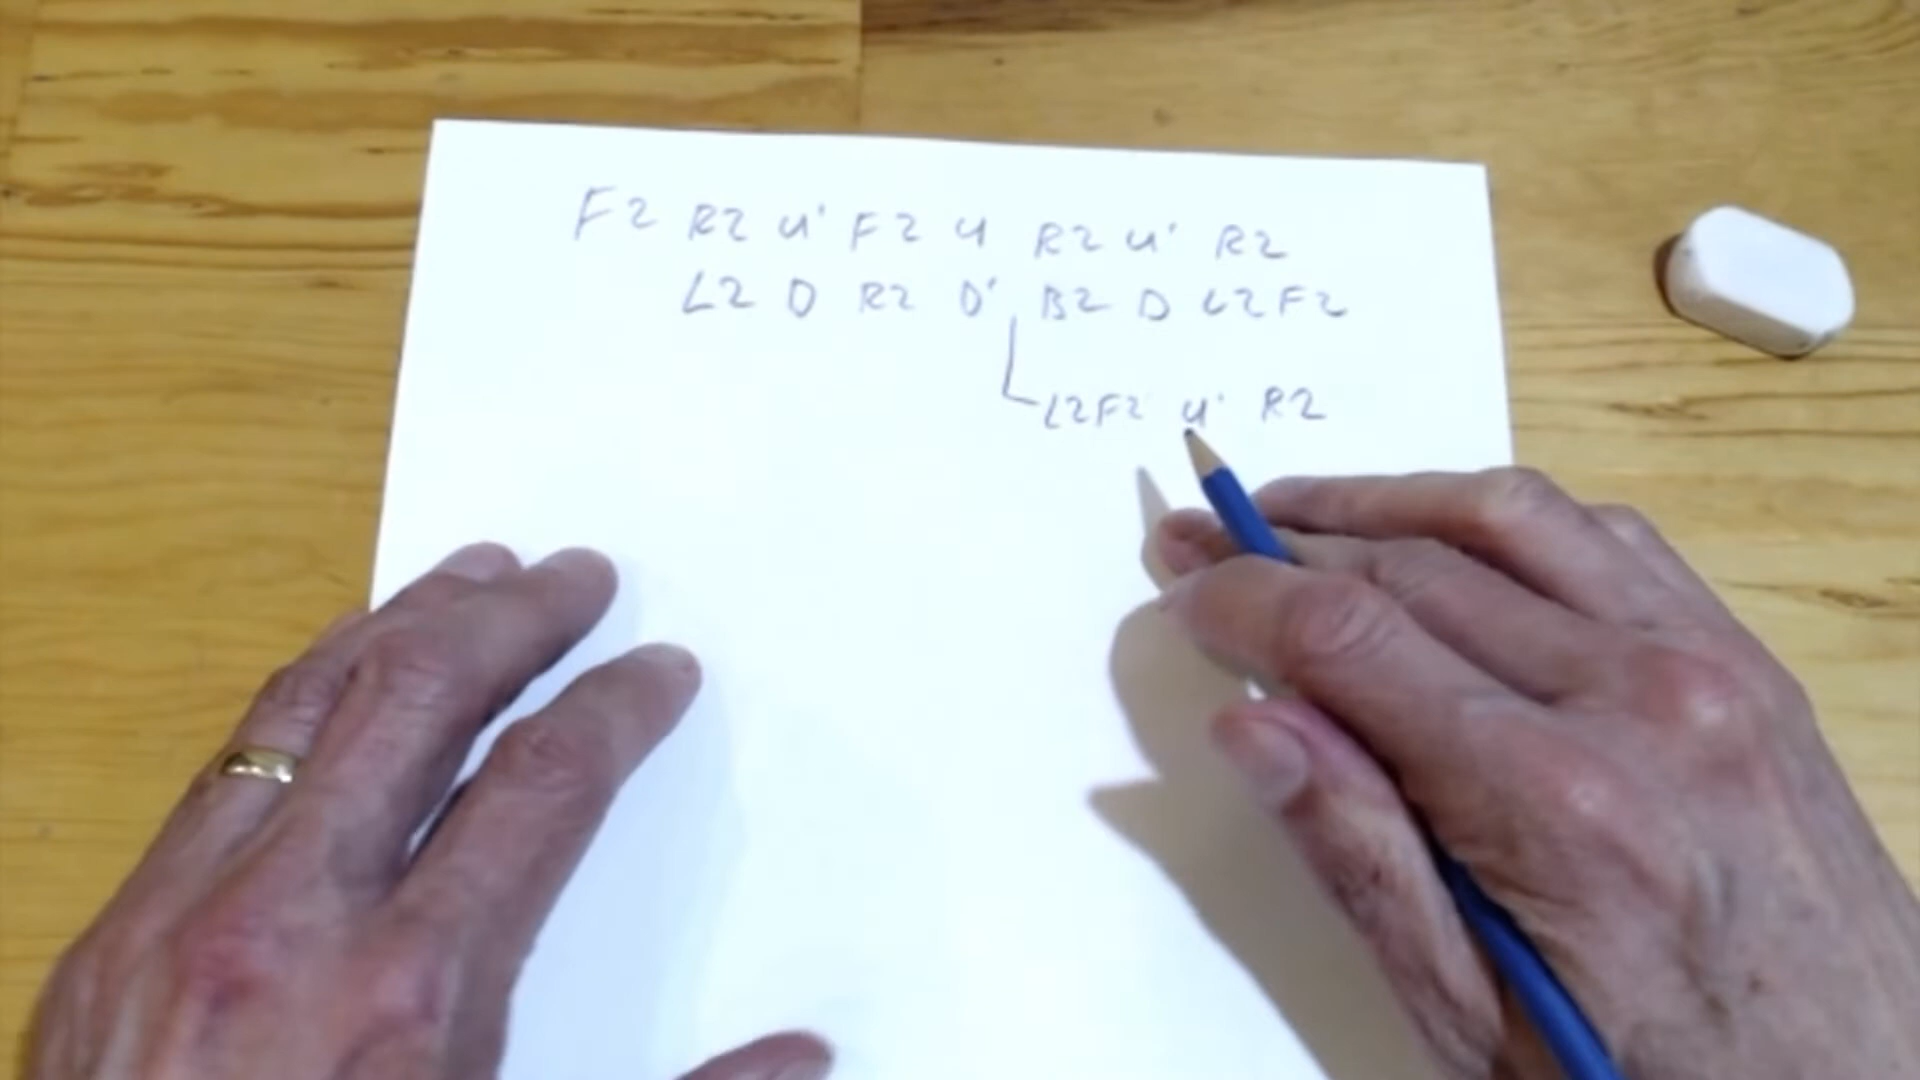 F2 R2 U' F2 U R2 U' R2
L2 D R2 D' B2 D L2 F2
L2 F2 U' R2